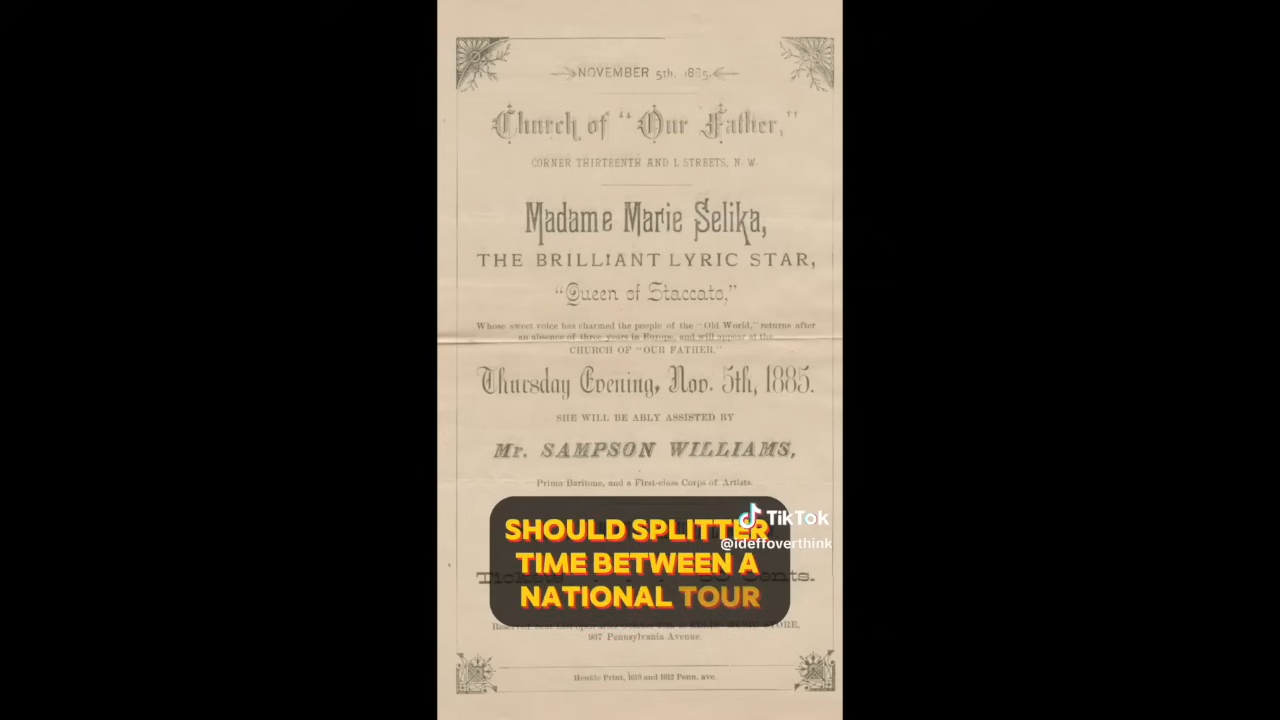 NOVEMBER 5th, 1885.
Church of "Our Father,"
CORNER THIRTEENTH AND L STREETS, N. W.
Madame Marie Selika,
THE BRILLIANT LYRIC STAR,
"Queen of Staccato,"
Whose sweet voice has charmed the people of the "Old World," returns after
an absence of three years in Europe, and will appear at the
CHURCH OF "OUR FATHER."
Thursday Evening, Nov. 5th, 1885.
SHE WILL BE ABLY ASSISTED BY
Mr. SAMPSON WILLIAMS,
Primo Baritone, and a First-class Corps of Artists.
SHOULD SPLITTER
TIME BETWEEN A
NATIONAL TOUR
TikTok
@ideffoverthink
Cents.
937 Pennsylvania Avenue.
Henkle Print, 1010 and 1012 Penn. ave.